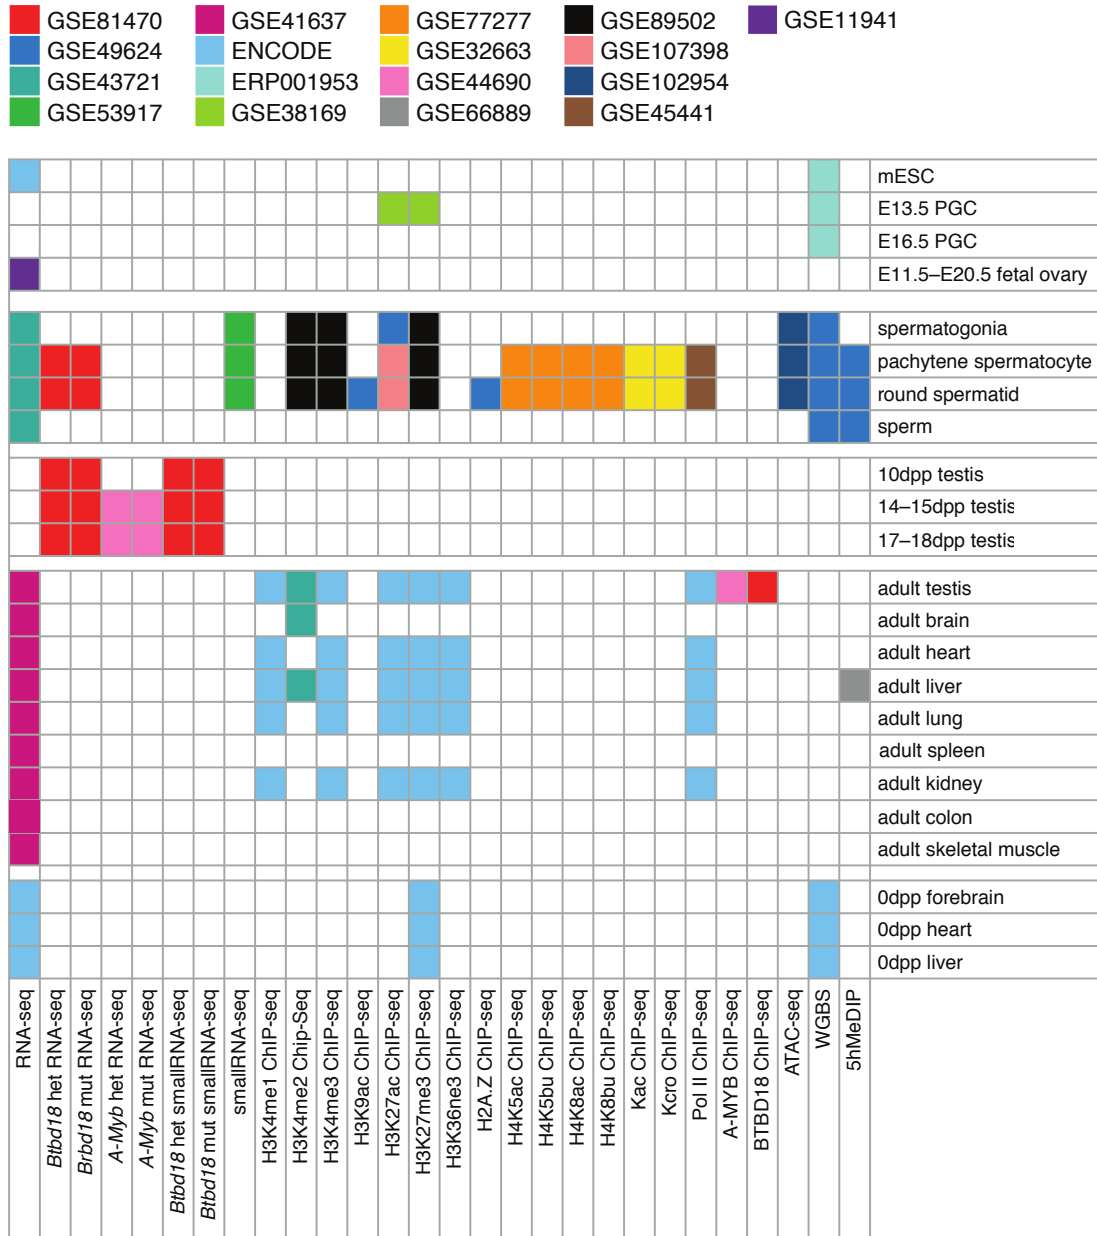 GSE81470 GSE41637 GSE77277 GSE89502 GSE11941
GSE49624 ENCODE GSE32663 GSE107398
GSE43721 ERP001953 GSE44690 GSE102954
GSE53917 GSE38169 GSE66889 GSE45441
mESC
E13.5 PGC
E16.5 PGC
E11.5–E20.5 fetal ovary
spermatogonia
pachytene spermatocyte
round spermatid
sperm
10dpp testis
14–15dpp testis
17–18dpp testis
adult testis
adult brain
adult heart
adult liver
adult lung
adult spleen
adult kidney
adult colon
adult skeletal muscle
0dpp forebrain
0dpp heart
0dpp liver
RNA-seq
Btbd18 het RNA-seq
Brbd18 mut RNA-seq
A-Myb het RNA-seq
A-Myb mut RNA-seq
Btbd18 het smallRNA-seq
Btbd18 mut smallRNA-seq
smallRNA-seq
H3K4me1 ChIP-seq
H3K4me2 Chip-Seq
H3K4me3 ChIP-seq
H3K9ac ChIP-seq
H3K27ac ChIP-seq
H3K27me3 ChIP-seq
H3K36ne3 ChIP-seq
H2A.Z ChIP-seq
H4K5ac ChIP-seq
H4K5bu ChIP-seq
H4K8ac ChIP-seq
H4K8bu ChIP-seq
Kac ChIP-seq
Kcro ChIP-seq
Pol II ChIP-seq
A-MYB ChIP-seq
BTBD18 ChIP-seq
ATAC-seq
WGBS
5hMeDIP